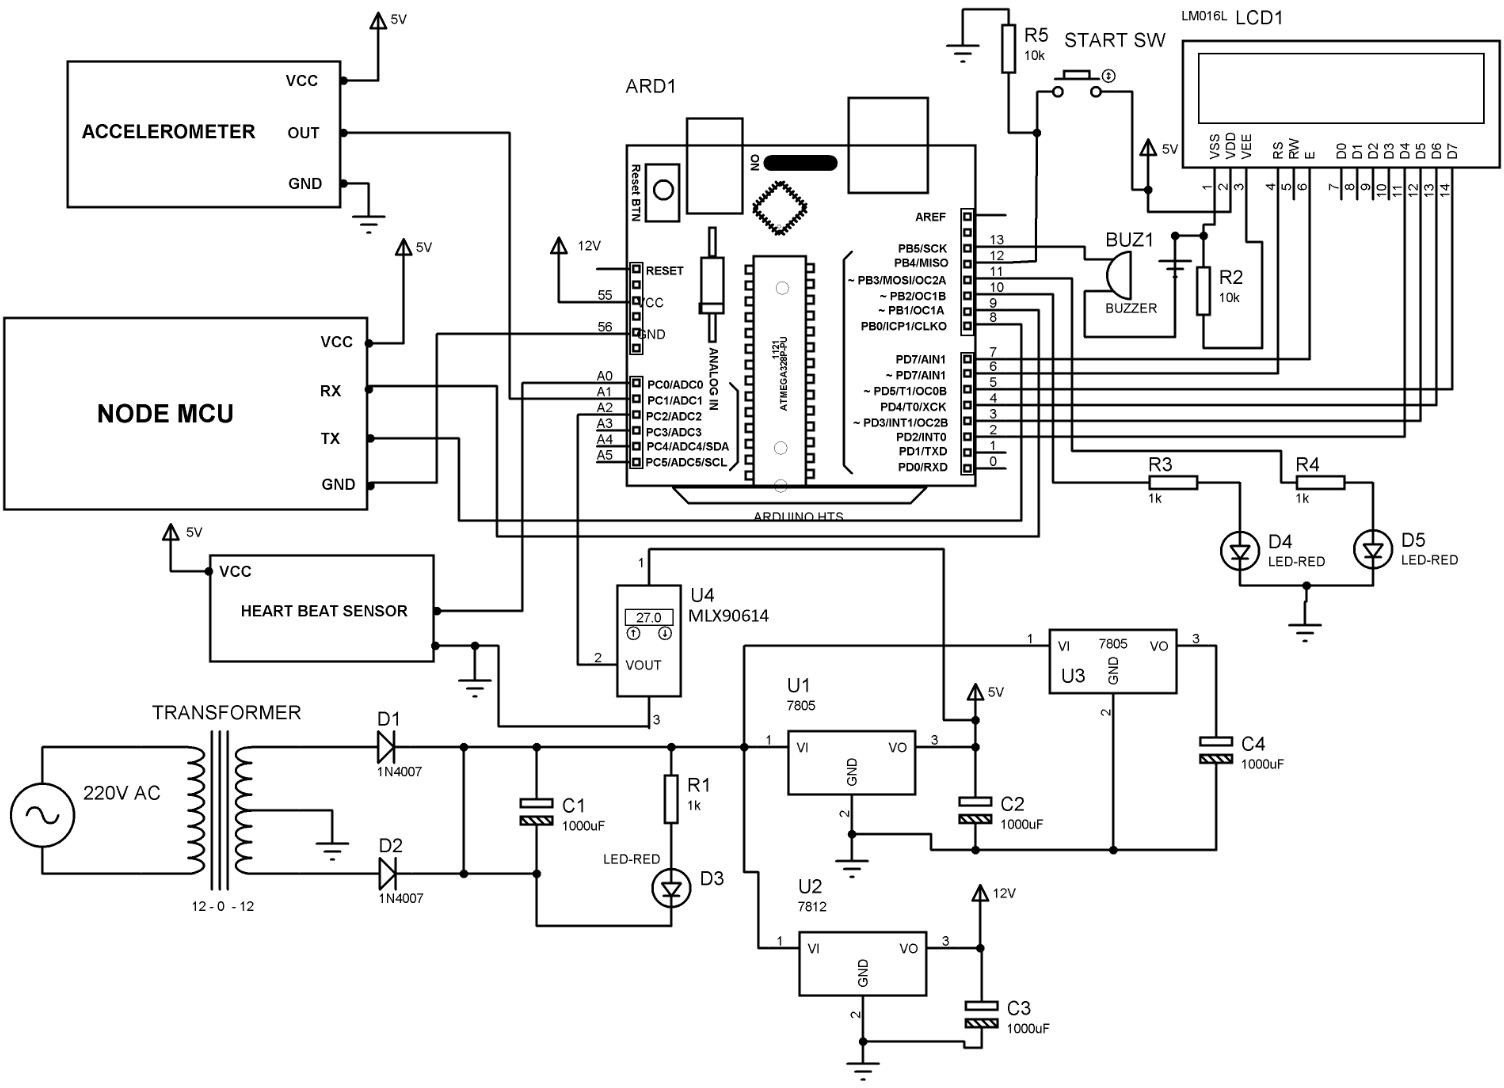 5V
VCC
ACCELEROMETER
OUT
GND
5V
VCC
RX
NODE MCU
TX
GND
5V
VCC
HEART BEAT SENSOR
ARD1
Reset BTN
ON
12V
RESET
55
VCC
56
GND
A0 PC0/ADC0
A1 PC1/ADC1
A2 PC2/ADC2
A3 PC3/ADC3
A4 PC4/ADC4/SDA
A5 PC5/ADC5/SCL
ANALOG IN
1121
ATMEGA328P-PU
AREF
PB5/SCK 13
PB4/MISO 12
~ PB3/MOSI/OC2A 11
~ PB2/OC1B 10
~ PB1/OC1A 9
PB0/ICP1/CLKO 8
PD7/AIN1 7
~ PD7/AIN1 6
~ PD5/T1/OC0B 5
PD4/T0/XCK 4
~ PD3/INT1/OC2B 3
PD2/INT0 2
PD1/TXD 1
PD0/RXD 0
ARDUINO HTS
R5
10k
START SW
5V
LM016L LCD1
VSS VDD VEE RS RW E D0 D1 D2 D3 D4 D5 D6 D7
1 2 3 4 5 6 7 8 9 10 11 12 13 14
BUZ1
BUZZER
R2
10k
R3
1k
R4
1k
D4
LED-RED
D5
LED-RED
1
U4
MLX90614
27.0
2
VOUT
3
1 VI 7805 VO 3
GND
U3
2
C4
1000uF
TRANSFORMER
220V AC
12 - 0 - 12
D1
1N4007
D2
1N4007
C1
1000uF
R1
1k
LED-RED
D3
U1
7805
1 VI VO 3
GND
2
5V
C2
1000uF
U2
7812
1 VI VO 3
GND
2
12V
C3
1000uF